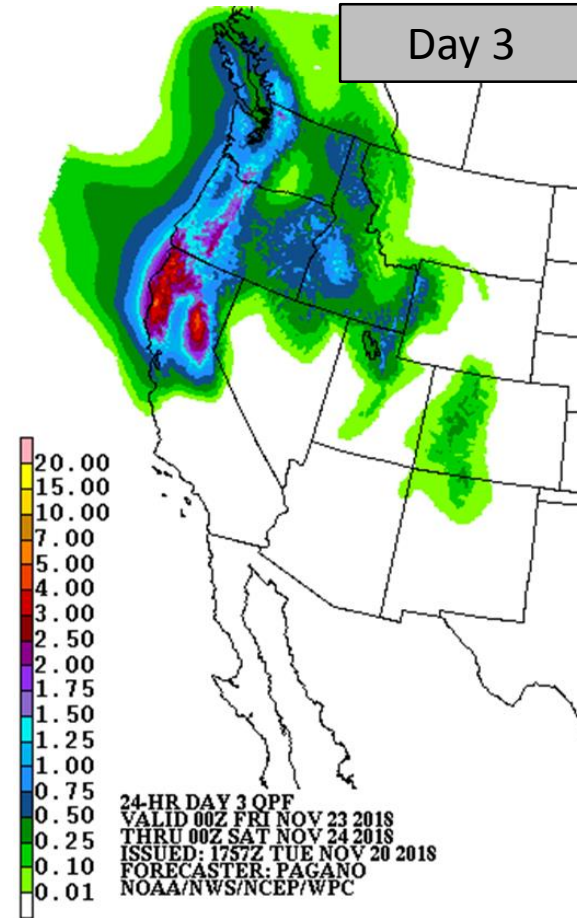 Day 3
20.00
15.00
10.00
7.00
5.00
4.00
3.00
2.50
2.00
1.75
1.50
1.25
1.00
0.75
0.50
0.25
0.10
0.01
24-HR DAY 3 QPF
VALID 00Z FRI NOV 23 2018
THRU 00Z SAT NOV 24 2018
ISSUED: 1757Z TUE NOV 20 2018
FORECASTER: PAGANO
NOAA/NWS/NCEP/WPC